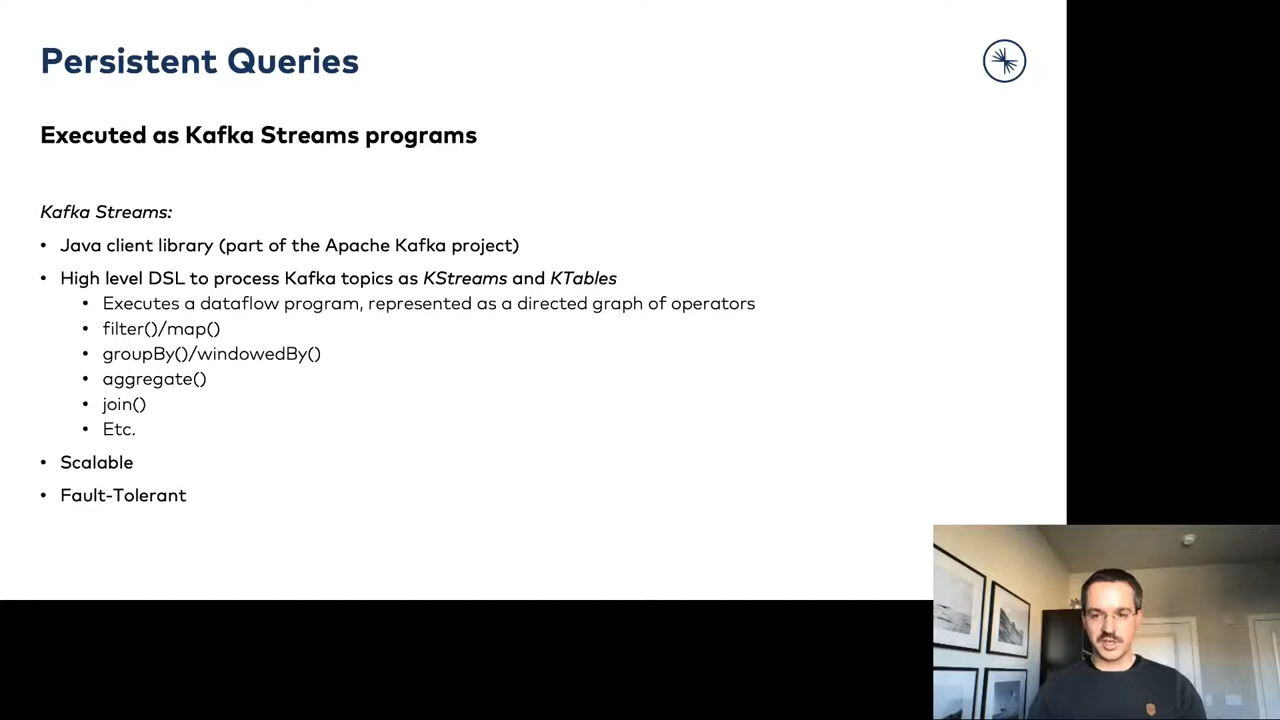 Persistent Queries
Executed as Kafka Streams programs
Kafka Streams:
• Java client library (part of the Apache Kafka project)
• High level DSL to process Kafka topics as KStreams and KTables
• Executes a dataflow program, represented as a directed graph of operators
• filter()/map()
• groupBy()/windowedBy()
• aggregate()
• join()
• Etc.
• Scalable
• Fault-Tolerant